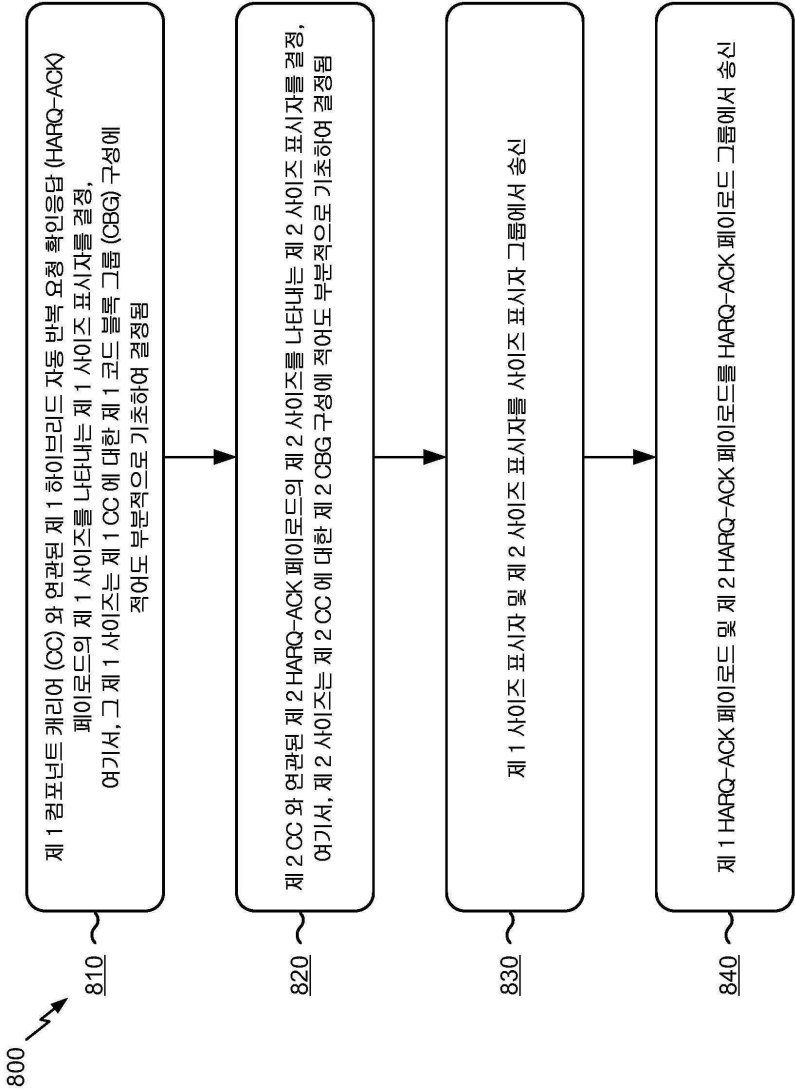 800
810
제 1 컴포넌트 캐리어 (CC) 와 연관된 제 1 하이브리드 자동 반복 요청 확인응답 (HARQ-ACK)
페이로드의 제 1 사이즈를 나타내는 제 1 사이즈 표시자를 결정,
여기서, 그 제 1 사이즈는 제 1 CC 에 대한 제 1 코드 블록 그룹 (CBG) 구성에
적어도 부분적으로 기초하여 결정됨
820
제 2 CC 와 연관된 제 2 HARQ-ACK 페이로드의 제 2 사이즈를 나타내는 제 2 사이즈 표시자를 결정,
여기서, 제 2 사이즈는 제 2 CC 에 대한 제 2 CBG 구성에 적어도 부분적으로 기초하여 결정됨
830
제 1 사이즈 표시자 및 제 2 사이즈 표시자를 사이즈 표시자 그룹에서 송신
840
제 1 HARQ-ACK 페이로드 및 제 2 HARQ-ACK 페이로드를 HARQ-ACK 페이로드 그룹에서 송신